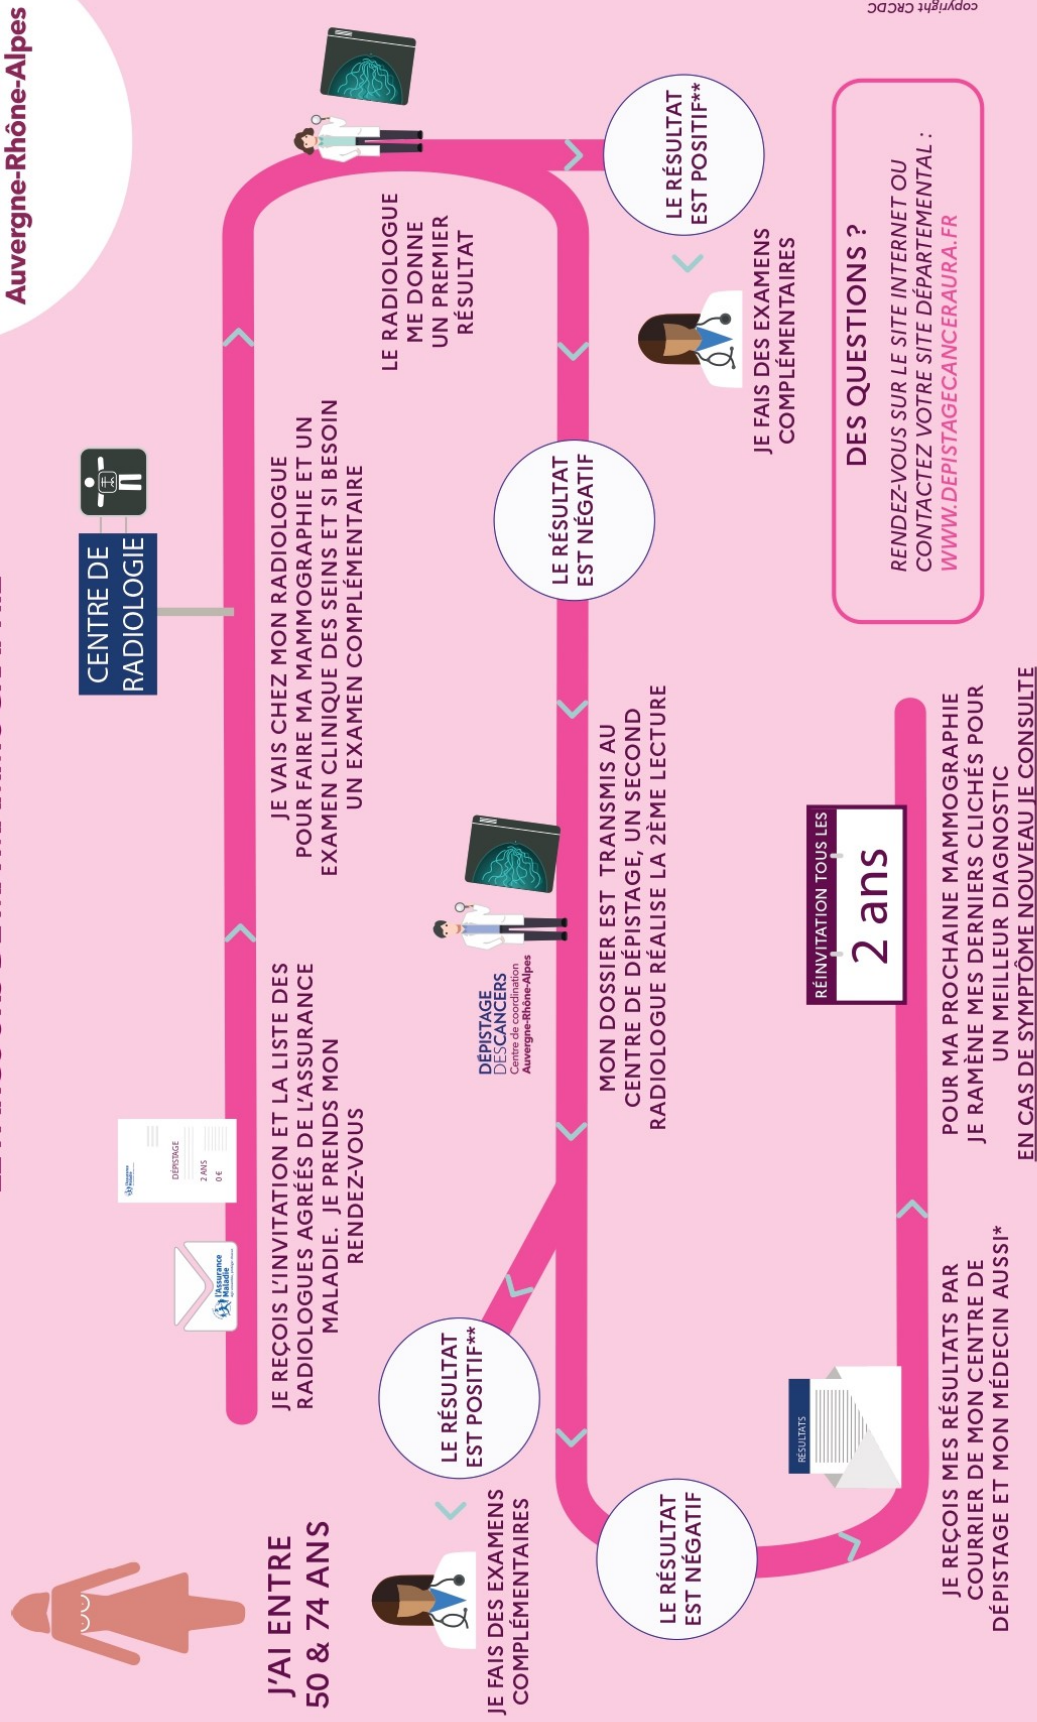 Auvergne-Rhône-Alpes
J'AI ENTRE
50 & 74 ANS
L'Assurance
Maladie
DÉPISTAGE
2 ANS
0 €
JE REÇOIS L'INVITATION ET LA LISTE DES
RADIOLOGUES AGRÉÉS DE L'ASSURANCE
MALADIE. JE PRENDS MON
RENDEZ-VOUS
CENTRE DE
RADIOLOGIE
JE VAIS CHEZ MON RADIOLOGUE
POUR FAIRE MA MAMMOGRAPHIE ET UN
EXAMEN CLINIQUE DES SEINS ET SI BESOIN
UN EXAMEN COMPLÉMENTAIRE
LE RADIOLOGUE
ME DONNE
UN PREMIER
RÉSULTAT
LE RÉSULTAT
EST POSITIF**
JE FAIS DES EXAMENS
COMPLÉMENTAIRES
LE RÉSULTAT
EST NÉGATIF
DÉPISTAGE
DESCANCERS
Centre de coordination
Auvergne-Rhône-Alpes
MON DOSSIER EST TRANSMIS AU
CENTRE DE DÉPISTAGE, UN SECOND
RADIOLOGUE RÉALISE LA 2ÈME LECTURE
LE RÉSULTAT
EST POSITIF**
JE FAIS DES EXAMENS
COMPLÉMENTAIRES
LE RÉSULTAT
EST NÉGATIF
RÉSULTATS
JE REÇOIS MES RÉSULTATS PAR
COURRIER DE MON CENTRE DE
DÉPISTAGE ET MON MÉDECIN AUSSI*
RÉINVITATION TOUS LES
2 ans
POUR MA PROCHAINE MAMMOGRAPHIE
JE RAMÈNE MES DERNIERS CLICHÉS POUR
UN MEILLEUR DIAGNOSTIC
EN CAS DE SYMPTÔME NOUVEAU JE CONSULTE
DES QUESTIONS ?
RENDEZ-VOUS SUR LE SITE INTERNET OU
CONTACTEZ VOTRE SITE DÉPARTEMENTAL :
WWW.DEPISTAGECANCERAURA.FR
copyright CRCDC